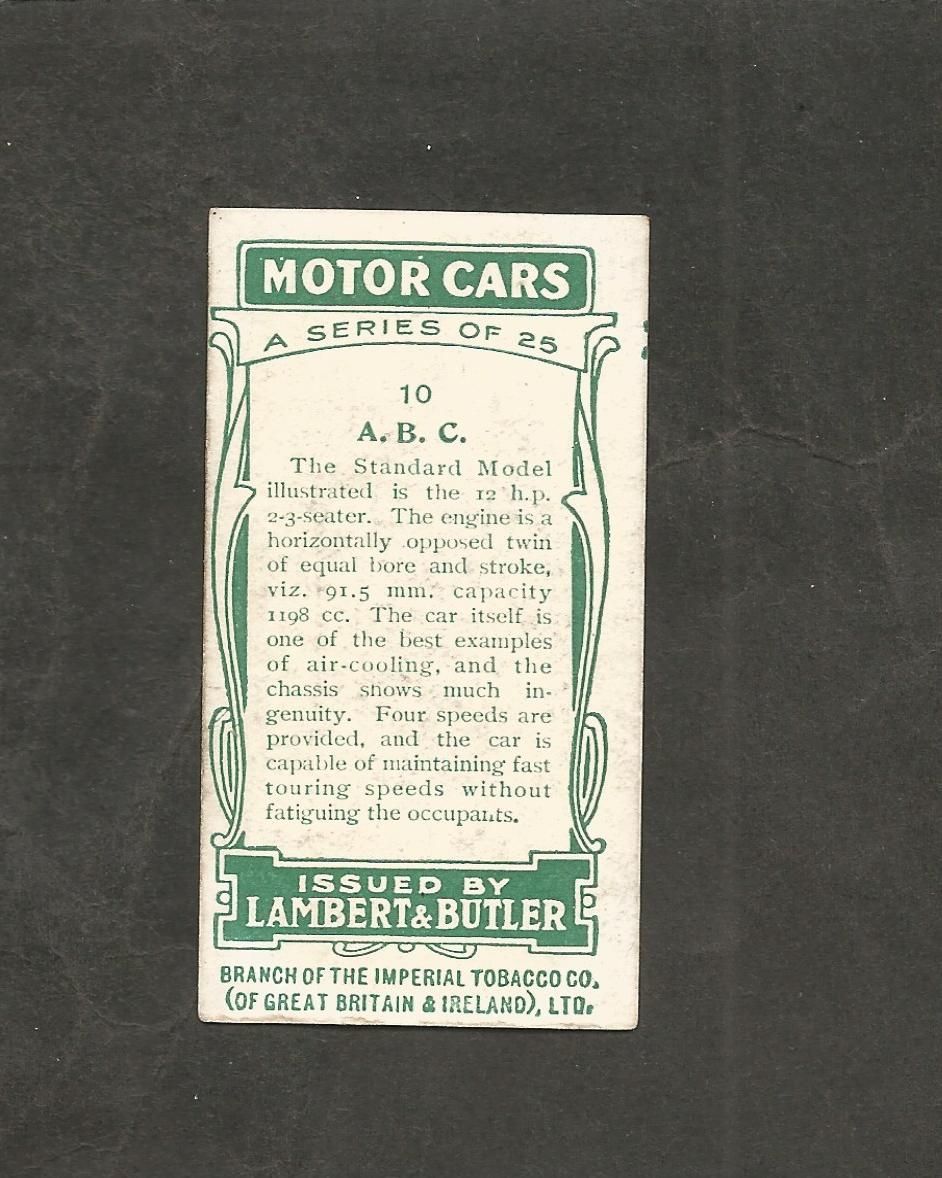 MOTOR CARS
A SERIES OF 25
10
A. B. C.
The Standard Model
illustrated is the 12 h.p.
2-3-seater. The engine is a
horizontally opposed twin
of equal bore and stroke,
viz. 91.5 mm. capacity
1198 cc. The car itself is
one of the best examples
of air-cooling, and the
chassis shows much in-
genuity. Four speeds are
provided, and the car is
capable of maintaining fast
touring speeds without
fatiguing the occupants.
ISSUED BY
LAMBERT & BUTLER
BRANCH OF THE IMPERIAL TOBACCO CO.
(OF GREAT BRITAIN & IRELAND), LTD.